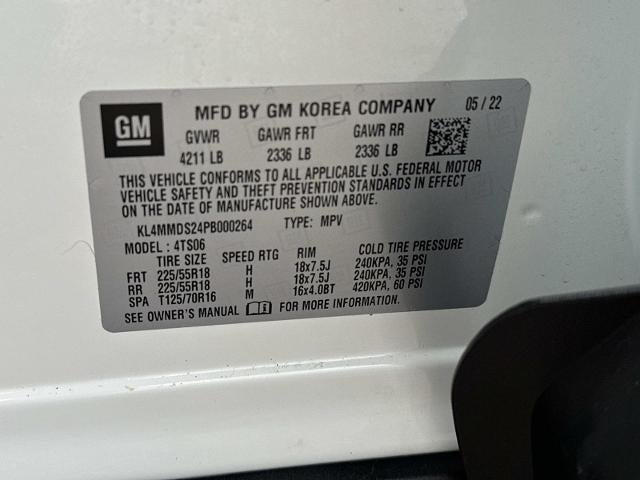 GM
MFD BY GM KOREA COMPANY 05 / 22
GVWR GAWR FRT GAWR RR
4211 LB 2336 LB 2336 LB
THIS VEHICLE CONFORMS TO ALL APPLICABLE U.S. FEDERAL MOTOR
VEHICLE SAFETY AND THEFT PREVENTION STANDARDS IN EFFECT
ON THE DATE OF MANUFACTURE SHOWN ABOVE.
KL4MMDS24PB000264 TYPE: MPV
MODEL: 4TS06
TIRE SIZE SPEED RTG RIM COLD TIRE PRESSURE
FRT 225/55R18 H 18x7.5J 240KPA, 35 PSI
RR 225/55R18 H 18x7.5J 240KPA, 35 PSI
SPA T125/70R16 M 16x4.0BT 420KPA, 60 PSI
SEE OWNER'S MANUAL FOR MORE INFORMATION.